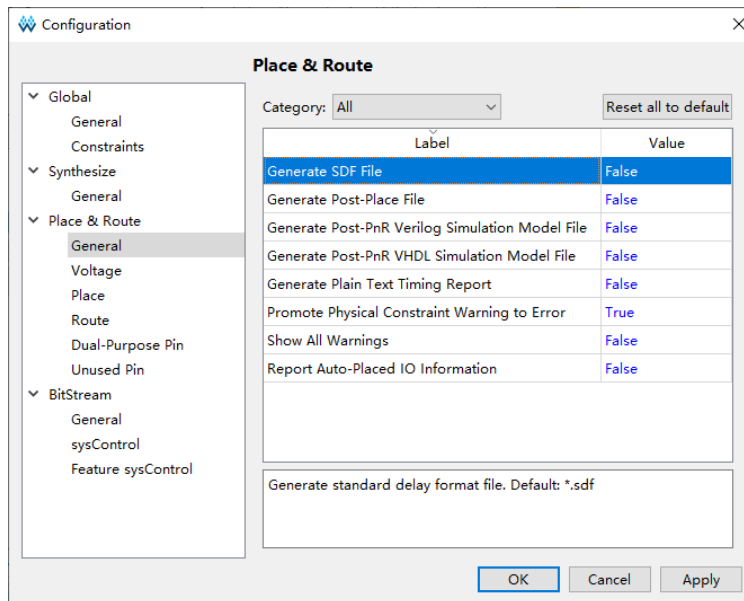 Configuration
Place & Route
Global
General
Constraints
Synthesize
General
Place & Route
General
Voltage
Place
Route
Dual-Purpose Pin
Unused Pin
BitStream
General
sysControl
Feature sysControl
Category: All Reset all to default
Label Value
Generate SDF File False
Generate Post-Place File False
Generate Post-PnR Verilog Simulation Model File False
Generate Post-PnR VHDL Simulation Model File False
Generate Plain Text Timing Report False
Promote Physical Constraint Warning to Error True
Show All Warnings False
Report Auto-Placed IO Information False
Generate standard delay format file. Default: *.sdf
OK Cancel Apply